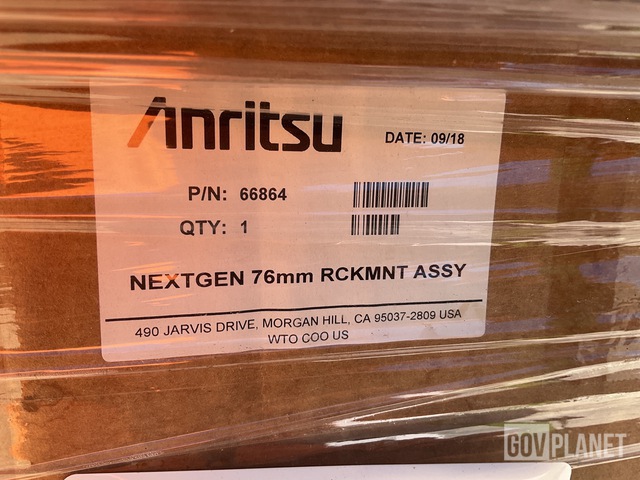 Anritsu
DATE: 09/18
P/N: 66864
QTY: 1
NEXTGEN 76mm RCKMNT ASSY
490 JARVIS DRIVE, MORGAN HILL, CA 95037-2809 USA
WTO COO US
GOVPLANET